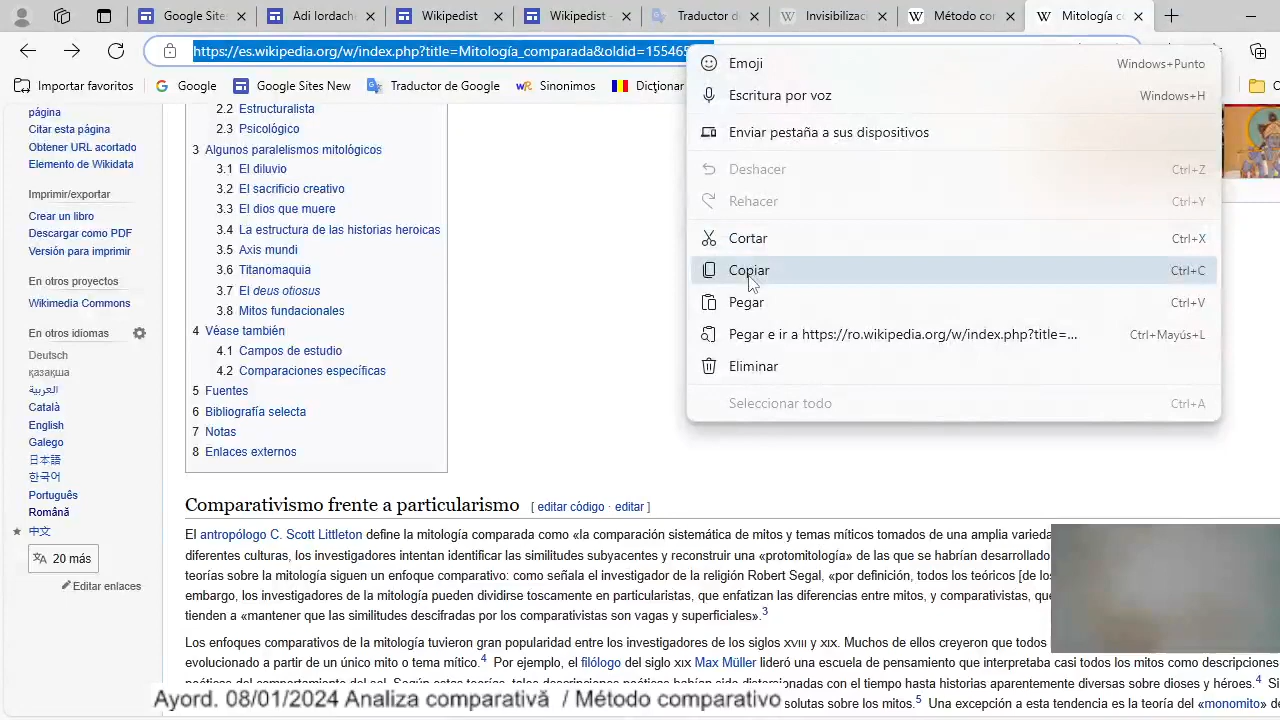 Google Site
Adi Iordach
Wikipedist
Wikipedist -
Traductor d
Invisibilizac
Método cor
Mitología c
https://es.wikipedia.org/w/index.php?title=Mitología_comparada&oldid=155465
Importar favoritos
Google
Google Sites New
Traductor de Google
Sinonimos
Dicționar
Emoji Windows+Punto
Escritura por voz Windows+H
Enviar pestaña a sus dispositivos
Deshacer Ctrl+Z
Rehacer Ctrl+Y
Cortar Ctrl+X
Copiar Ctrl+C
Pegar Ctrl+V
Pegar e ir a https://ro.wikipedia.org/w/index.php?title=... Ctrl+Mayús+L
Eliminar
Seleccionar todo Ctrl+A
página
Citar esta página
Obtener URL acortado
Elemento de Wikidata
Imprimir/exportar
Crear un libro
Descargar como PDF
Versión para imprimir
En otros proyectos
Wikimedia Commons
En otros idiomas
Deutsch
қазақша
العربية
Català
English
Galego
日本語
한국어
Português
Română
中文
20 más
Editar enlaces
2.2 Estructuralista
2.3 Psicológico
3 Algunos paralelismos mitológicos
3.1 El diluvio
3.2 El sacrificio creativo
3.3 El dios que muere
3.4 La estructura de las historias heroicas
3.5 Axis mundi
3.6 Titanomaquia
3.7 El deus otiosus
3.8 Mitos fundacionales
4 Véase también
4.1 Campos de estudio
4.2 Comparaciones específicas
5 Fuentes
6 Bibliografía selecta
7 Notas
8 Enlaces externos
Comparativismo frente a particularismo [ editar código · editar ]
El antropólogo C. Scott Littleton define la mitología comparada como «la comparación sistemática de mitos y temas míticos tomados de una amplia varieda
diferentes culturas, los investigadores intentan identificar las similitudes subyacentes y reconstruir una «protomitología» de las que se habrían desarrollado
teorías sobre la mitología siguen un enfoque comparativo: como señala el investigador de la religión Robert Segal, «por definición, todos los teóricos [de los
embargo, los investigadores de la mitología pueden dividirse toscamente en particularistas, que enfatizan las diferencias entre mitos, y comparativistas, que
tienden a «mantener que las similitudes descifradas por los comparativistas son vagas y superficiales».3
Los enfoques comparativos de la mitología tuvieron gran popularidad entre los investigadores de los siglos XVIII y XIX. Muchos de ellos creyeron que todos
evolucionado a partir de un único mito o tema mítico.4 Por ejemplo, el filólogo del siglo XIX Max Müller lideró una escuela de pensamiento que interpretaba casi todos los mitos como descripciones
con el tiempo hasta historias aparentemente diversas sobre dioses y héroes.4 Si
solutas sobre los mitos.5 Una excepción a esta tendencia es la teoría del «monomito» de
Ayord. 08/01/2024 Analiza comparativă / Método comparativo